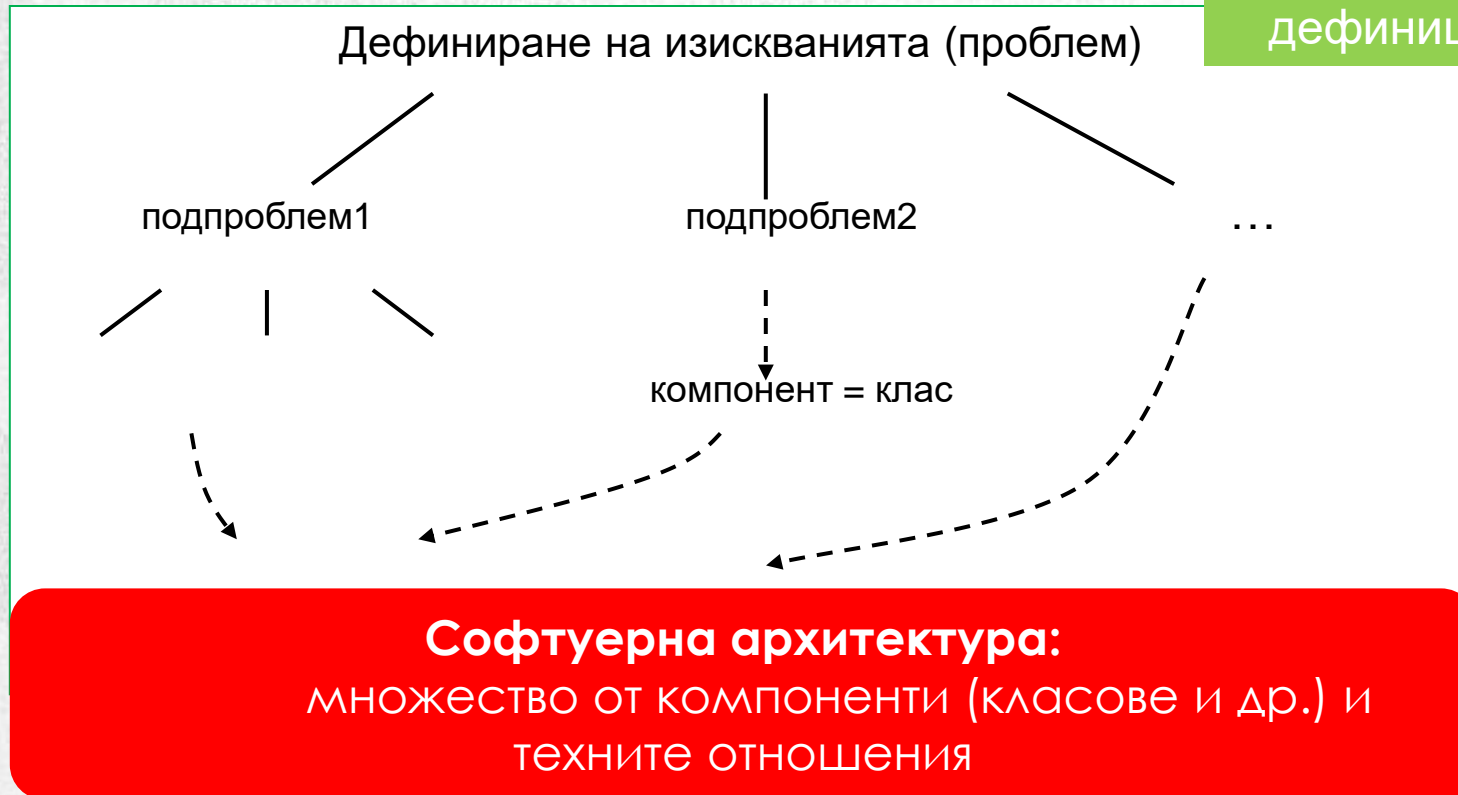 дефиниц
Дефиниране на изискванията (проблем)
подпроблем1 подпроблем2 ...
компонент = клас
Софтуерна архитектура:
множество от компоненти (класове и др.) и
техните отношения